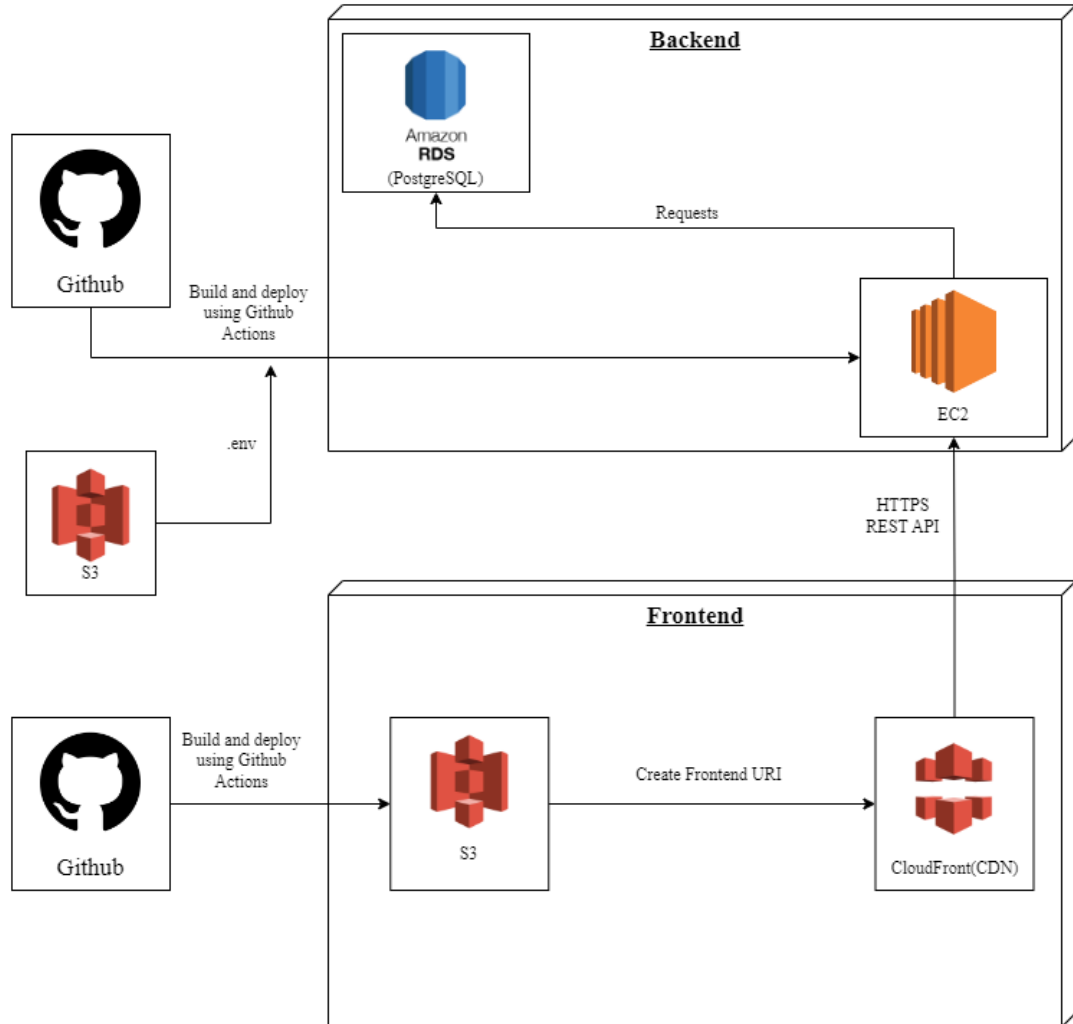 Backend
Amazon
RDS
(PostgreSQL)
Requests
Github
Build and deploy
using Github
Actions
EC2
.env
S3
HTTPS
REST API
Frontend
Github
Build and deploy
using Github
Actions
S3
Create Frontend URI
CloudFront(CDN)